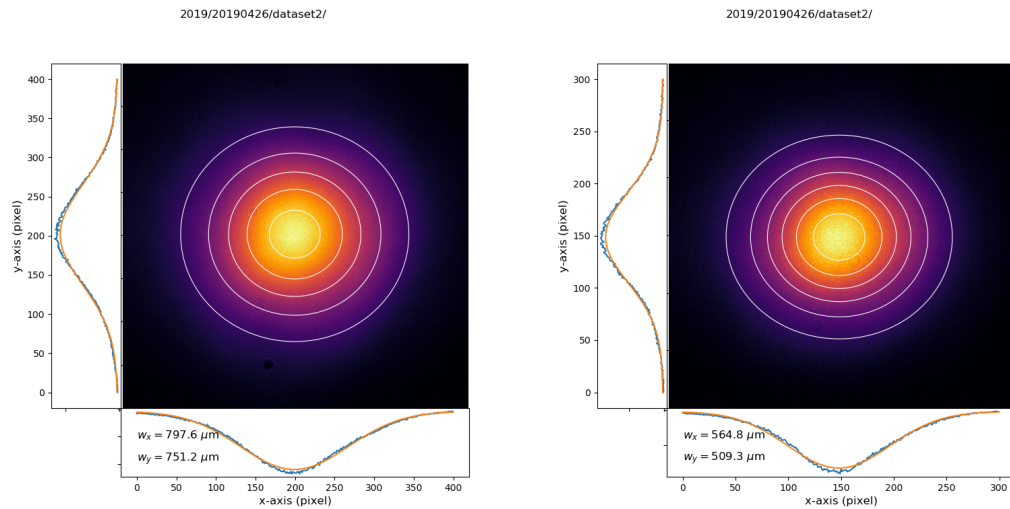 2019/20190426/dataset2/
400
350
300
250
200
150
100
50
0
y-axis (pixel)
w_x = 797.6 μm
w_y = 751.2 μm
0 50 100 150 200 250 300 350 400
x-axis (pixel)
2019/20190426/dataset2/
300
250
200
150
100
50
0
y-axis (pixel)
w_x = 564.8 μm
w_y = 509.3 μm
0 50 100 150 200 250 300
x-axis (pixel)